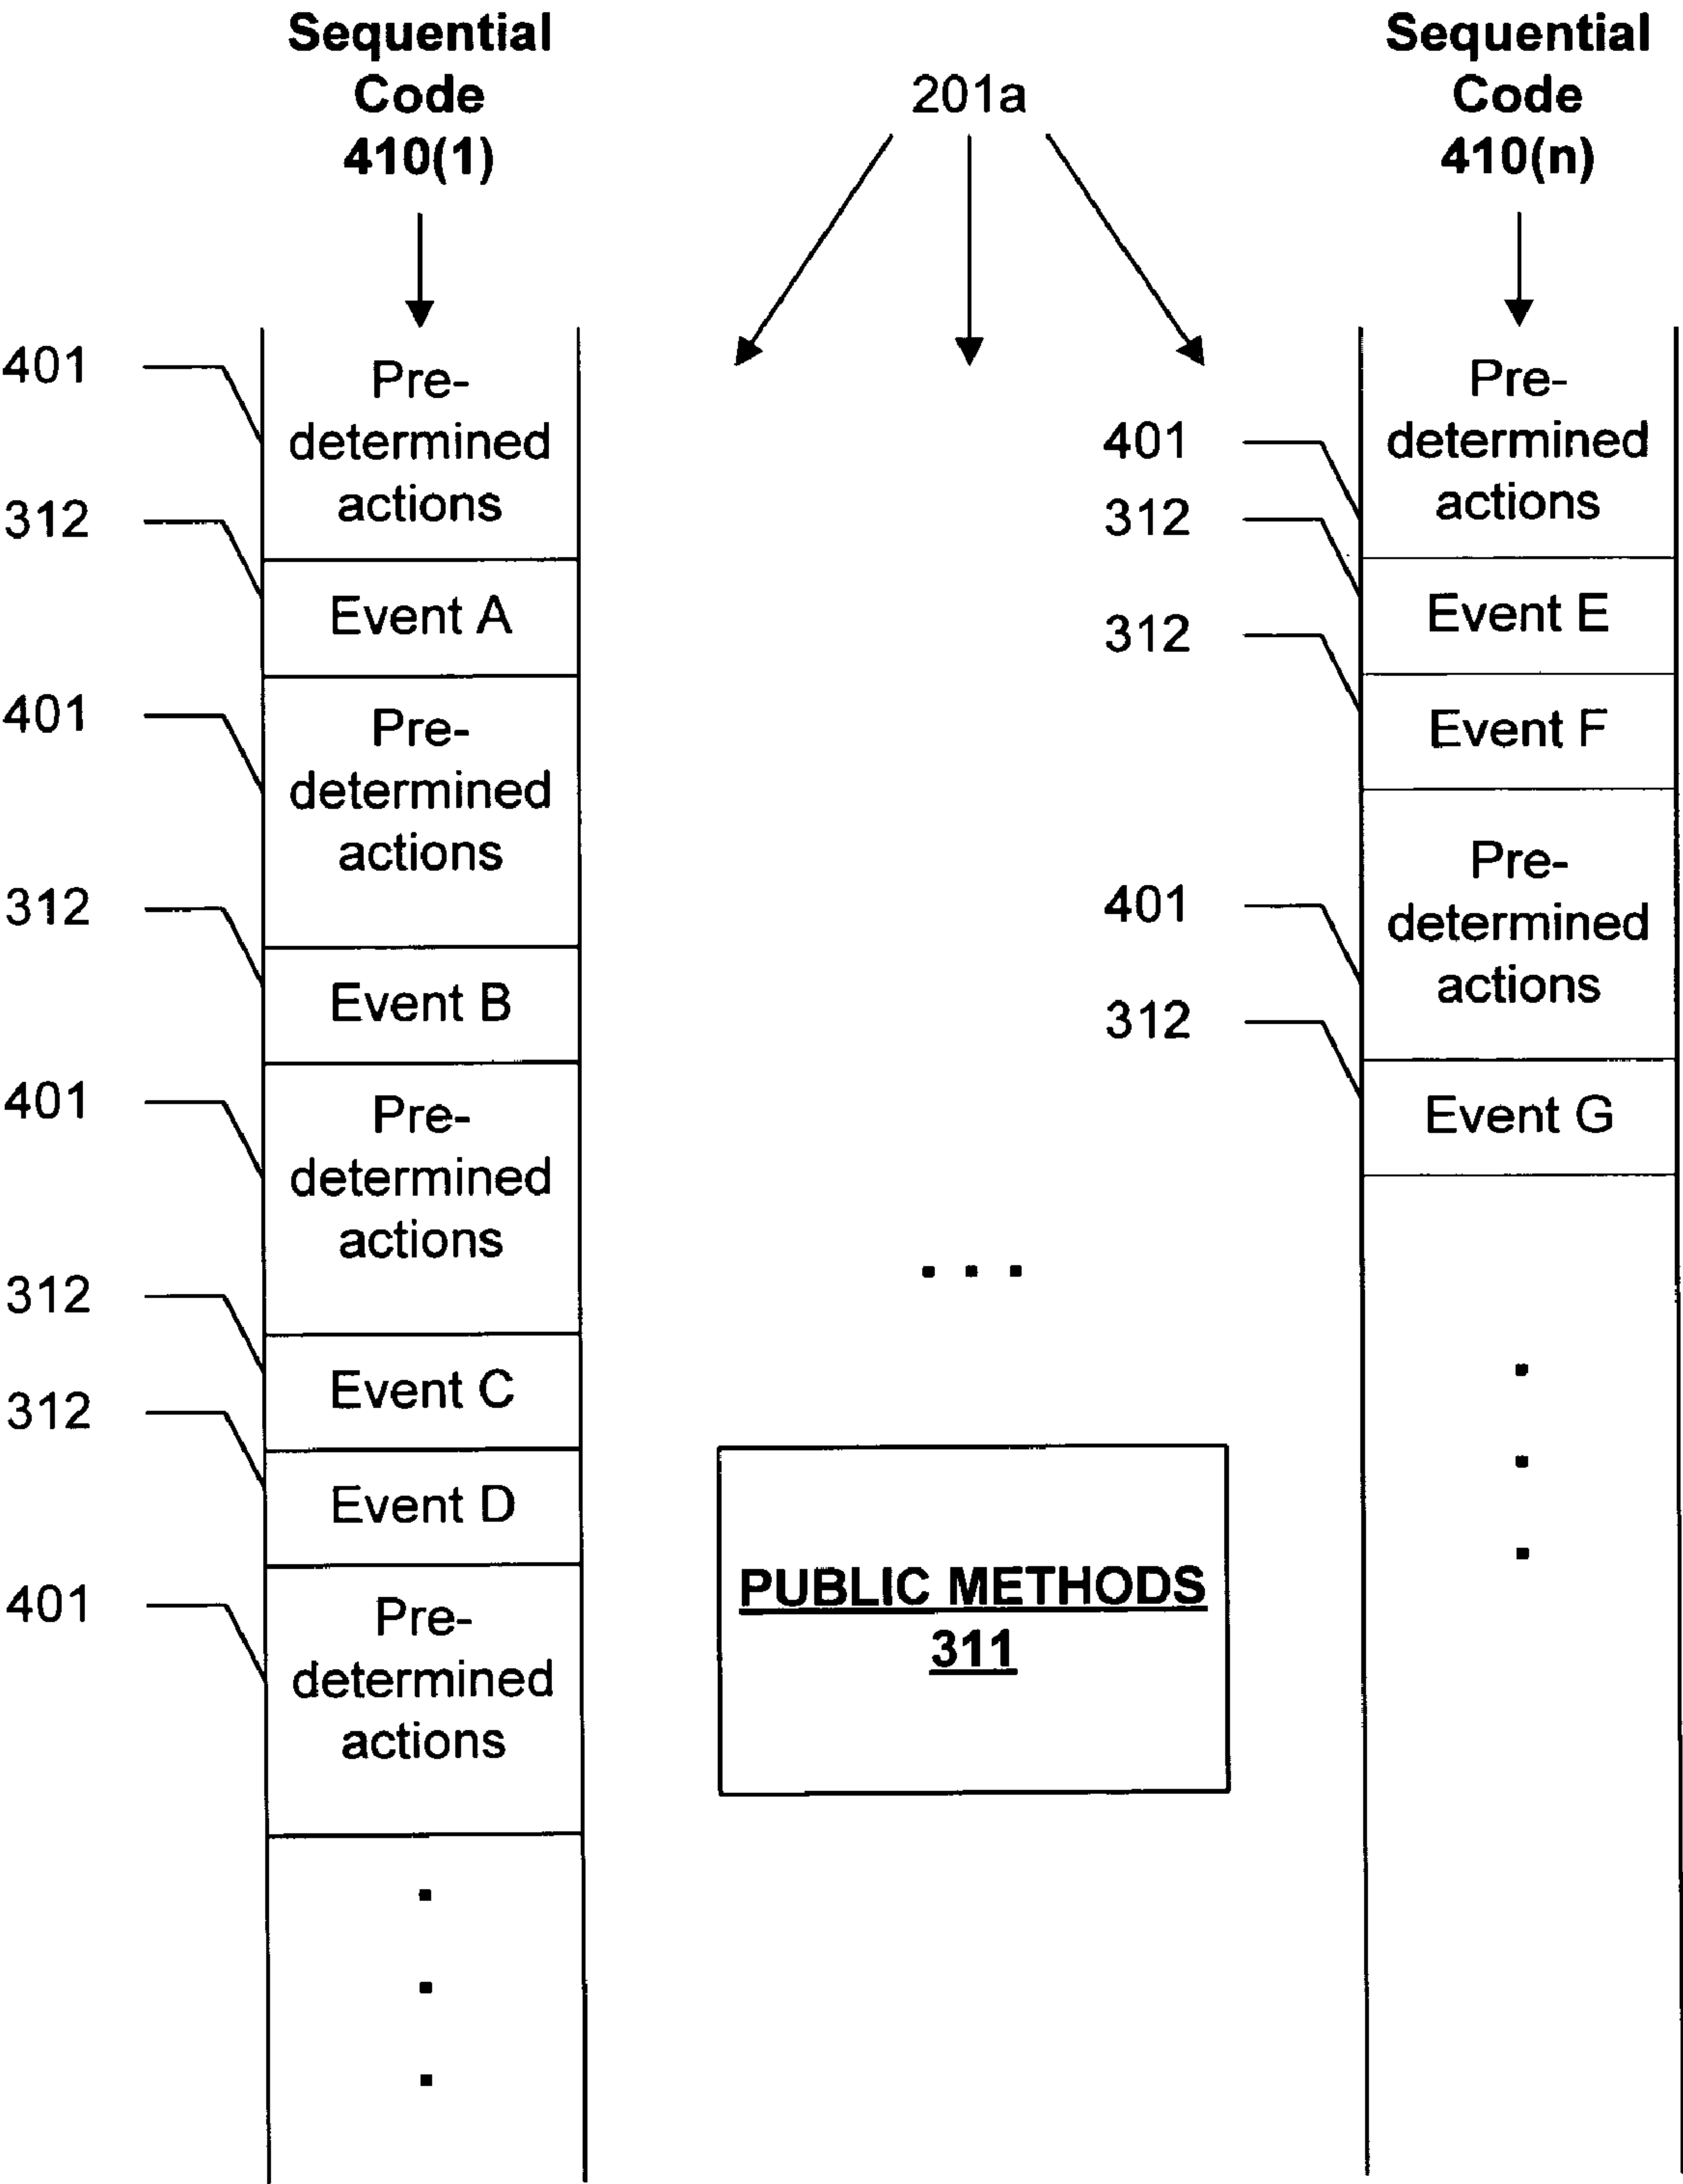 Sequential
Code
410(1)
201a
Sequential
Code
410(n)
401
Pre-
determined
actions
312
Event A
401
Pre-
determined
actions
312
Event B
401
Pre-
determined
actions
312
Event C
312
Event D
401
Pre-
determined
actions
. . .
PUBLIC METHODS
311
401
Pre-
determined
actions
312
Event E
312
Event F
401
Pre-
determined
actions
312
Event G